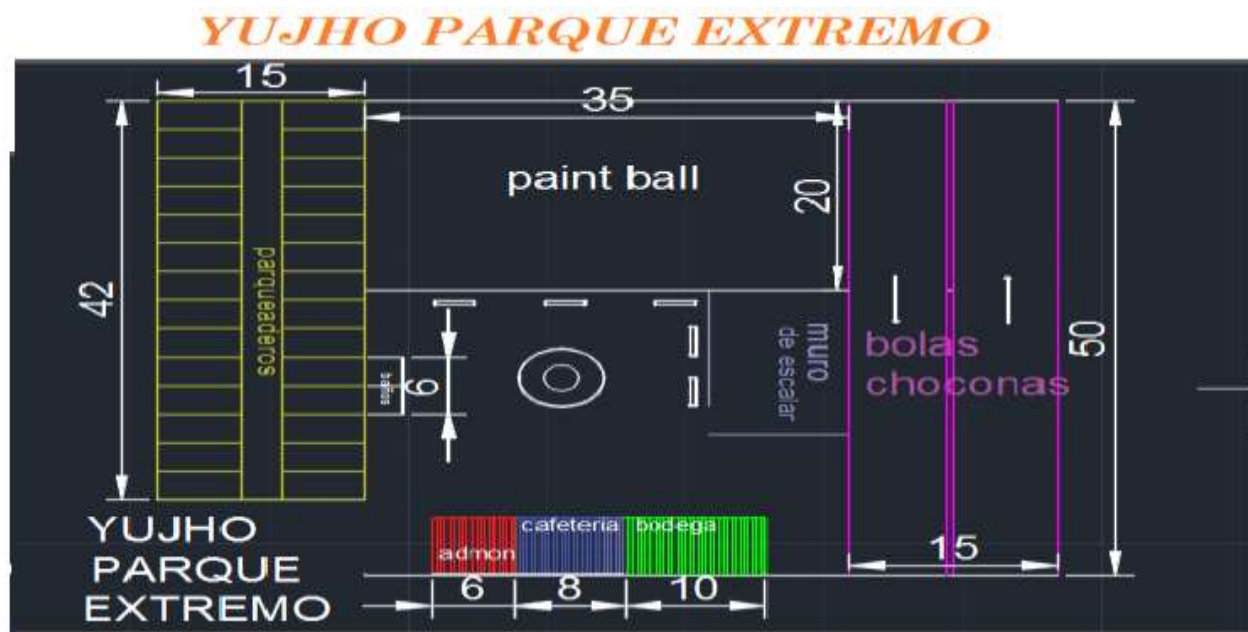 YUJHO PARQUE EXTREMO
15
35
42
20
50
paint ball
parqueaderos
baños
6
muro
de escalar
bolas
choconas
YUJHO
PARQUE
EXTREMO
admon
cafeteria
bodega
6
8
10
15